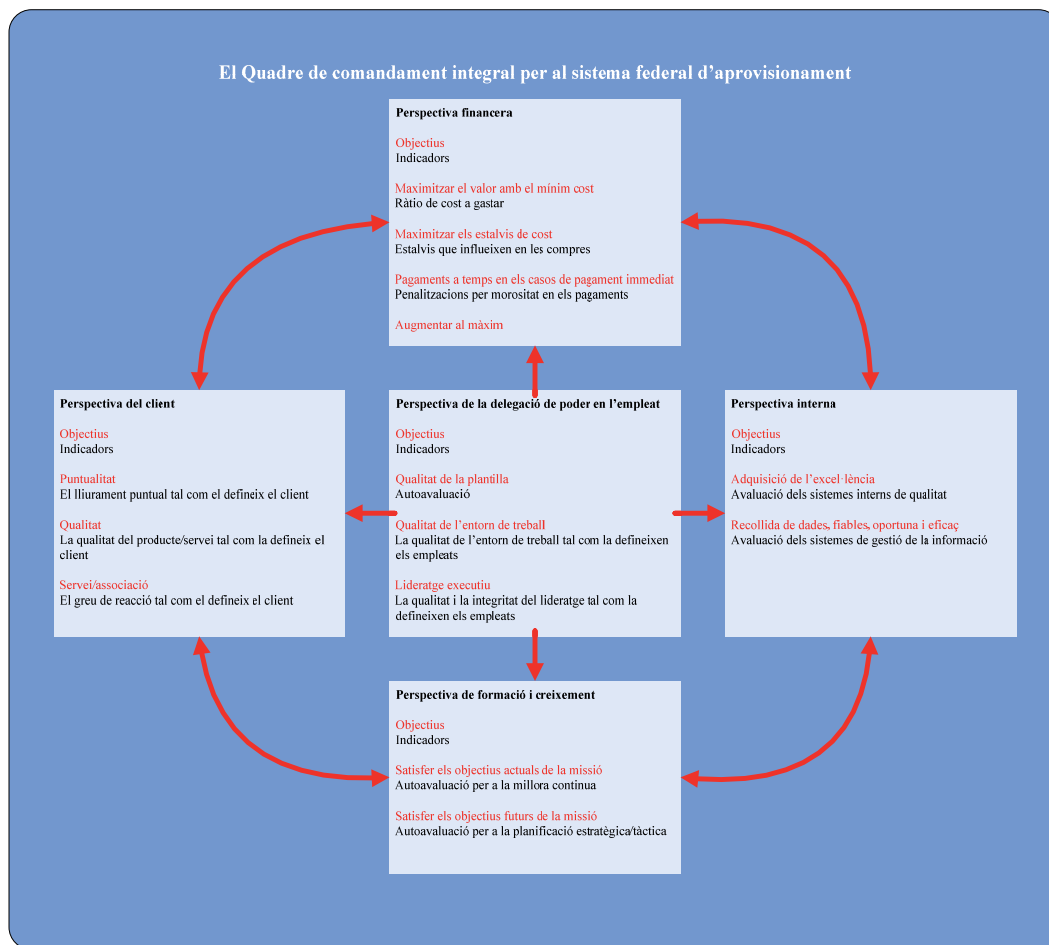 El Quadre de comandament integral per al sistema federal d'aprovisionament
Perspectiva financera
Objectius
Indicadors
Maximitzar el valor amb el mínim cost
Ràtio de cost a gastar
Maximitzar els estalvis de cost
Estalvis que influeixen en les compres
Pagaments a temps en els casos de pagament immediat
Penalitzacions per morositat en els pagaments
Augmentar al màxim
Perspectiva del client
Objectius
Indicadors
Puntualitat
El lliurament puntual tal com el defineix el client
Qualitat
La qualitat del producte/servei tal com la defineix el
client
Servei/associació
El greu de reacció tal com el defineix el client
Perspectiva de la delegació de poder en l'empleat
Objectius
Indicadors
Qualitat de la plantilla
Autoavaluació
Qualitat de l'entorn de treball
La qualitat de l'entorn de treball tal com la defineixen
els empleats
Lideratge executiu
La qualitat i la integritat del lideratge tal com la
defineixen els empleats
Perspectiva interna
Objectius
Indicadors
Adquisició de l'excel·lència
Avaluació dels sistemes interns de qualitat
Recollida de dades, fiables, oportuna i eficaç
Avaluació dels sistemes de gestió de la informació
Perspectiva de formació i creixement
Objectius
Indicadors
Satisfer els objectius actuals de la missió
Autoavaluació per a la millora continua
Satisfer els objectius futurs de la missió
Autoavaluació per a la planificació estratègica/tàctica